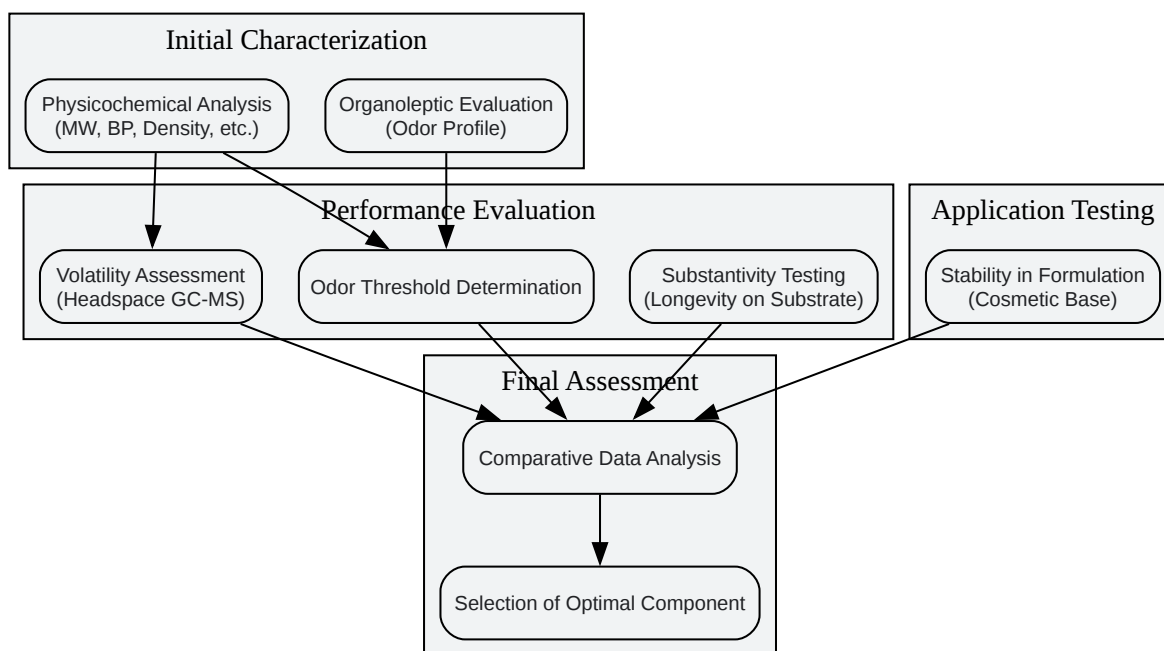 Initial Characterization
Physicochemical Analysis
(MW, BP, Density, etc.)
Organoleptic Evaluation
(Odor Profile)
Performance Evaluation
Volatility Assessment
(Headspace GC-MS)
Odor Threshold Determination
Substantivity Testing
(Longevity on Substrate)
Application Testing
Stability in Formulation
(Cosmetic Base)
Final Assessment
Comparative Data Analysis
Selection of Optimal Component